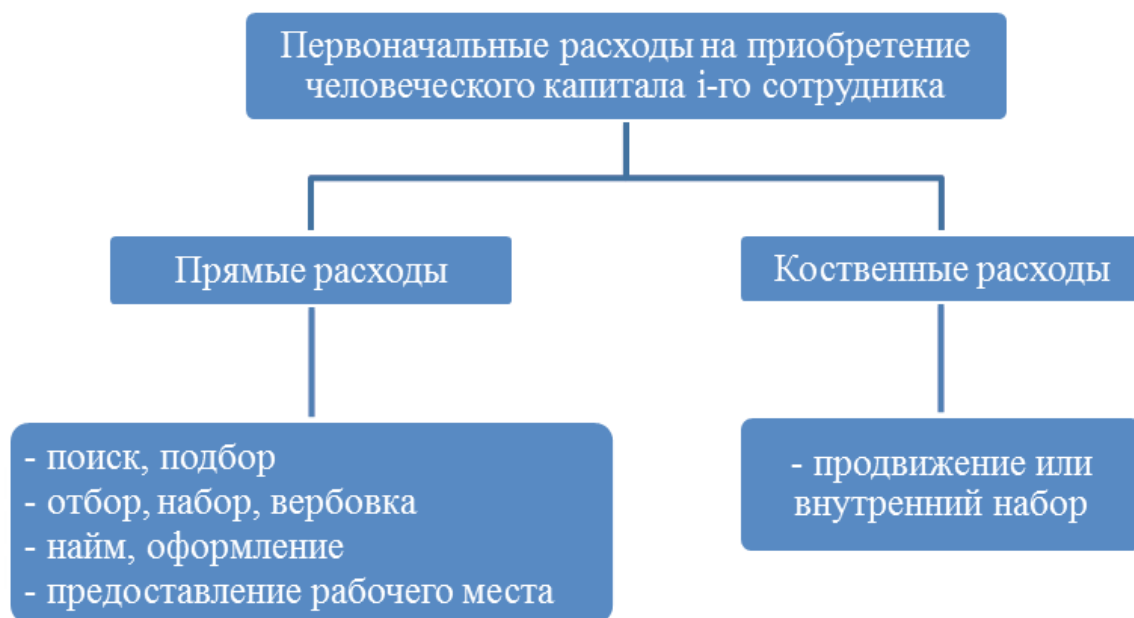 Первоначальные расходы на приобретение
человеческого капитала i-го сотрудника
Прямые расходы
Коственные расходы
- поиск, подбор
- отбор, набор, вербовка
- найм, оформление
- предоставление рабочего места
- продвижение или
внутренний набор